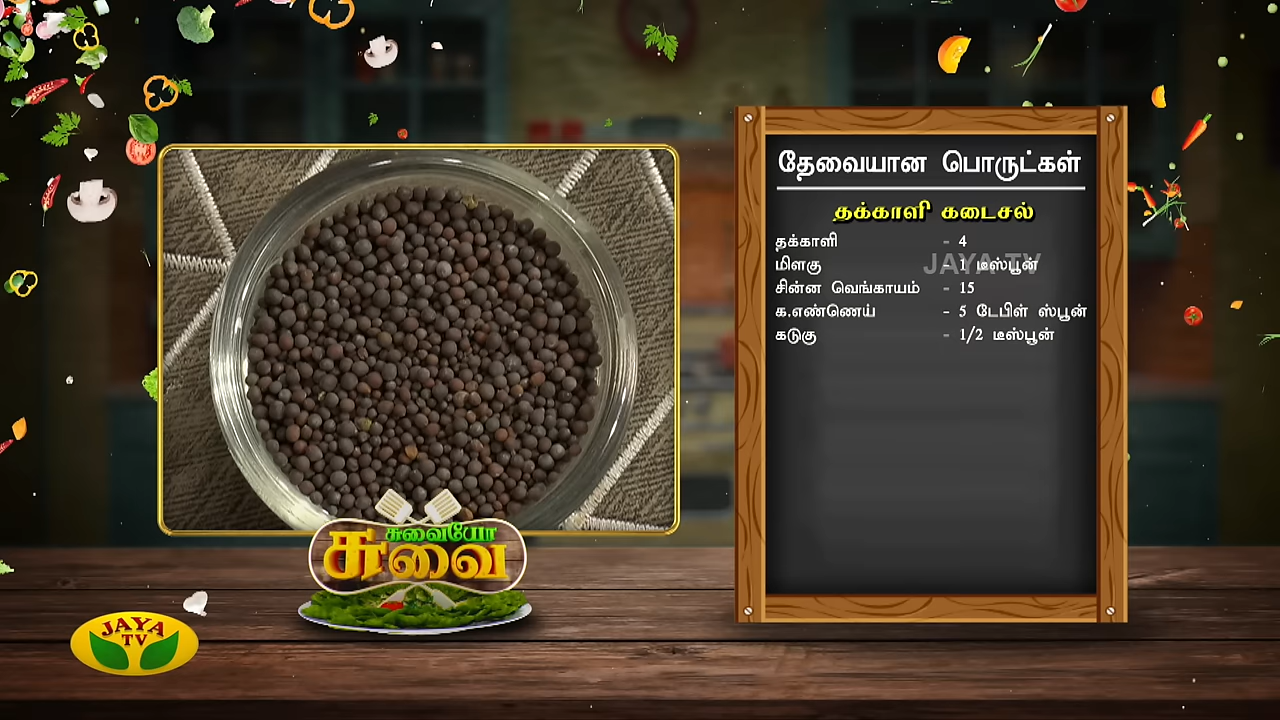 தேவையான பொருட்கள்
தக்காளி கடைசல்
தக்காளி - 4
மிளகு - 1 டீஸ்பூன்
சின்ன வெங்காயம் - 15
க.எண்ணெய் - 5 டேபிள் ஸ்பூன்
கடுகு - 1/2 டீஸ்பூன்
JAYA TV
சுவையோ
சுவை
JAYA
TV